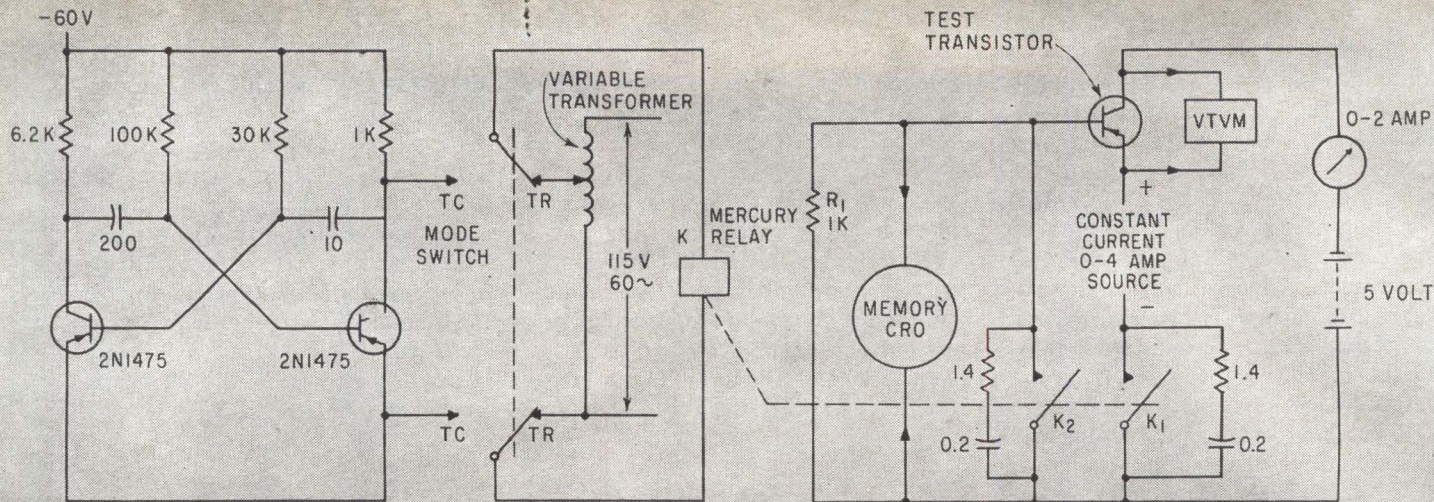 -60V
6.2K
100K
30K
1K
200
10
2N1475
2N1475
TC
TC
MODE
SWITCH
TR
TR
VARIABLE
TRANSFORMER
115V
60~
K
MERCURY
RELAY
R1
1K
MEMORY
CRO
TEST
TRANSISTOR
VTVM
0-2 AMP
+
CONSTANT
CURRENT
0-4 AMP
SOURCE
-
5 VOLT
1.4
0.2
K2
K1
1.4
0.2